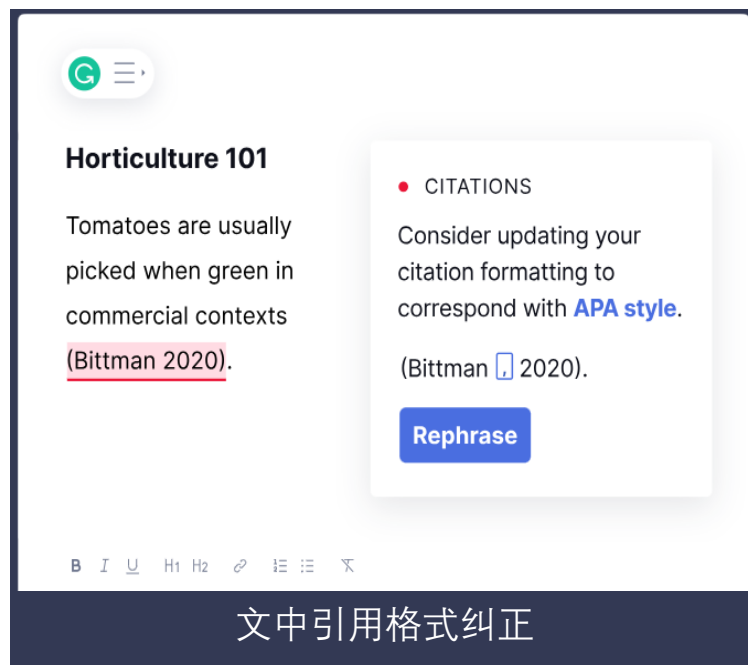 Horticulture 101
Tomatoes are usually
picked when green in
commercial contexts
(Bittman 2020).
CITATIONS
Consider updating your
citation formatting to
correspond with APA style.
(Bittman , 2020).
Rephrase
B I U H1 H2
文中引用格式纠正